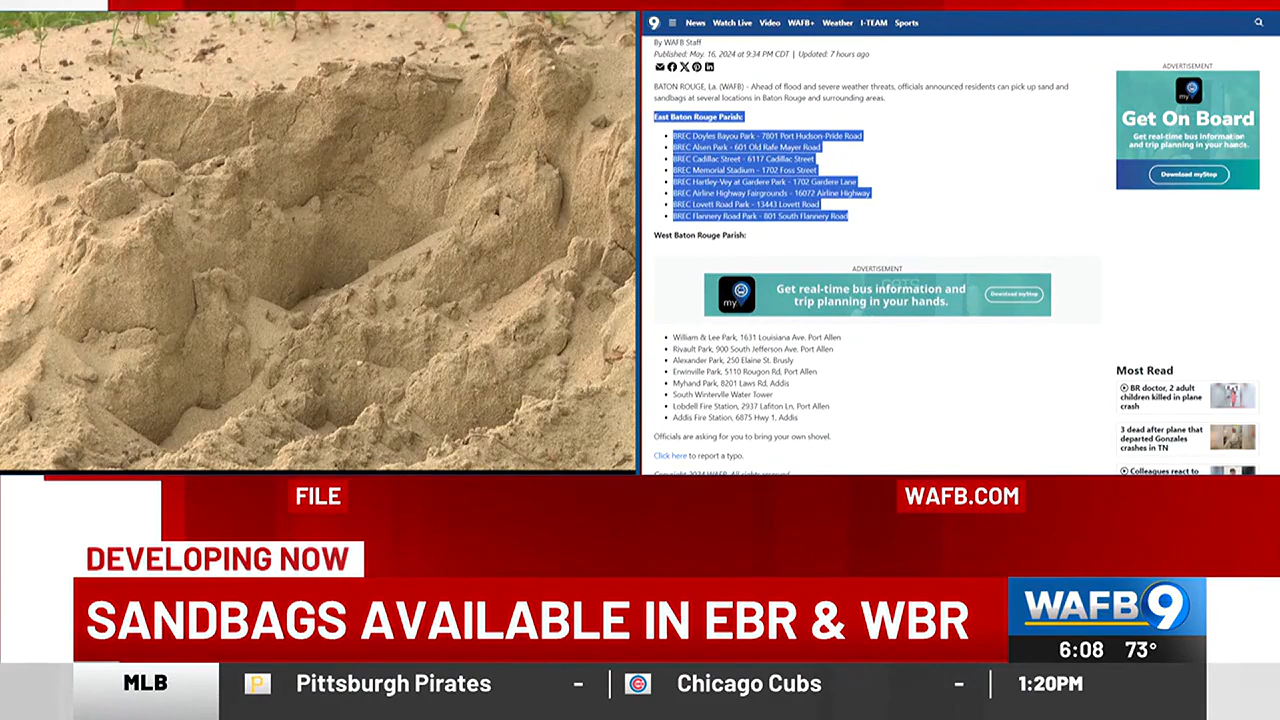 9
News Watch Live Video WAFB+ Weather I-TEAM Sports
By WAFB Staff
Published: May. 16, 2024 at 9:34 PM CDT | Updated: 7 hours ago
BATON ROUGE, La. (WAFB) - Ahead of flood and severe weather threats, officials announced residents can pick up sand and
sandbags at several locations in Baton Rouge and surrounding areas.
East Baton Rouge Parish:
BREC Doyles Bayou Park - 7801 Port Hudson-Pride Road
BREC Alsen Park - 601 Old Rafe Mayer Road
BREC Cadillac Street - 6117 Cadillac Street
BREC Memorial Stadium - 1702 Foss Street
BREC Hartley-Vey at Gardere Park - 1702 Gardere Lane
BREC Airline Highway Fairgrounds - 16072 Airline Highway
BREC Lovett Road Park - 13443 Lovett Road
BREC Flannery Road Park - 801 South Flannery Road
West Baton Rouge Parish:
ADVERTISEMENT
my
Get real-time bus information and
trip planning in your hands.
Download myStop
William & Lee Park, 1631 Louisiana Ave. Port Allen
Rivault Park, 900 South Jefferson Ave. Port Allen
Alexander Park, 250 Elaine St. Brusly
Erwinville Park, 5110 Rougon Rd, Port Allen
Myhand Park, 8201 Laws Rd, Addis
South Winterville Water Tower
Lobdell Fire Station, 2937 Lafiton Ln, Port Allen
Addis Fire Station, 6875 Hwy 1, Addis
Officials are asking for you to bring your own shovel.
Click here to report a typo.
Copyright 2024 WAFB. All rights reserved.
ADVERTISEMENT
my
Get On Board
Get real-time bus information
and trip planning in your hands.
Download myStop
Most Read
BR doctor, 2 adult
children killed in plane
crash
3 dead after plane that
departed Gonzales
crashes in TN
Colleagues react to
FILE
WAFB.COM
DEVELOPING NOW
SANDBAGS AVAILABLE IN EBR & WBR
WAFB 9
6:08 73°
MLB P Pittsburgh Pirates - Chicago Cubs - 1:20PM